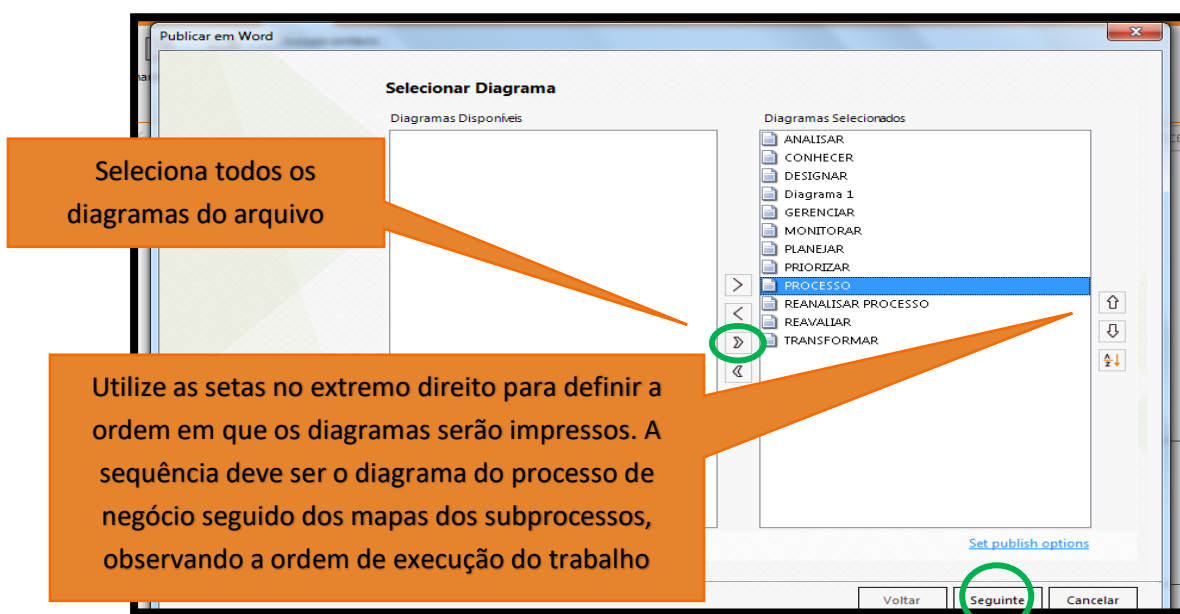 Publicar em Word
Selecionar Diagrama
Diagramas Disponíveis
Diagramas Selecionados
ANALISAR
CONHECER
DESIGNAR
Diagrama 1
GERENCIAR
MONITORAR
PLANEJAR
PRIORIZAR
PROCESSO
REANALISAR PROCESSO
REAVALIAR
TRANSFORMAR
Seleciona todos os
diagramas do arquivo
Utilize as setas no extremo direito para definir a
ordem em que os diagramas serão impressos. A
sequência deve ser o diagrama do processo de
negócio seguido dos mapas dos subprocessos,
observando a ordem de execução do trabalho
Set publish options
Voltar
Seguinte
Cancelar